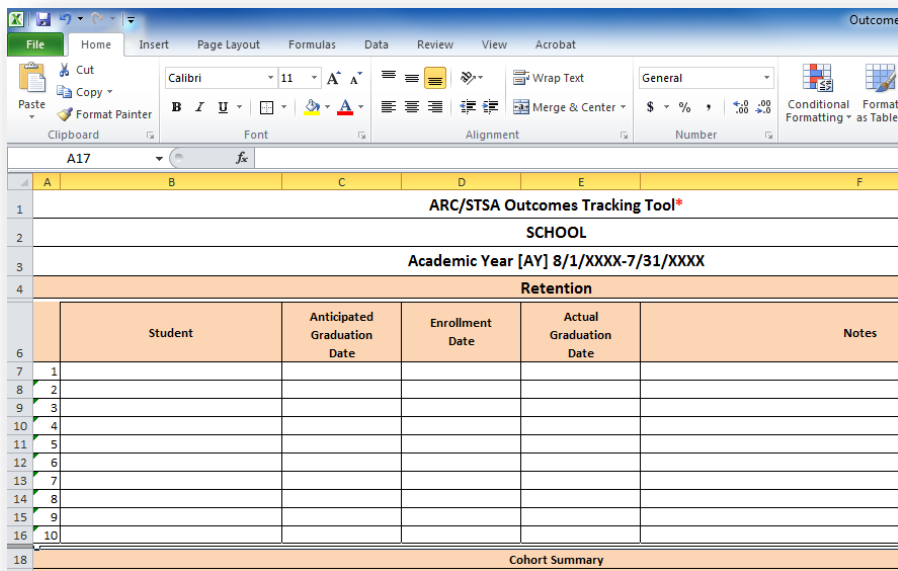 Outcome
File Home Insert Page Layout Formulas Data Review View Acrobat
Cut Calibri 11 Wrap Text General
Copy
Paste Format Painter B I U Merge & Center $ % , Conditional Format
Formatting as Table
Clipboard Font Alignment Number
A17 fx
A B C D E F
1 ARC/STSA Outcomes Tracking Tool*
2 SCHOOL
3 Academic Year [AY] 8/1/XXXX-7/31/XXXX
4 Retention
6 Student Anticipated Graduation Date Enrollment Date Actual Graduation Date Notes
7 1
8 2
9 3
10 4
11 5
12 6
13 7
14 8
15 9
16 10
18 Cohort Summary